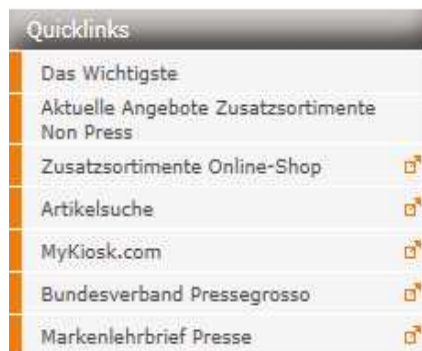 Quicklinks
Das Wichtigste
Aktuelle Angebote Zusatzsortimente
Non Press
Zusatzsortimente Online-Shop
Artikelsuche
MyKiosk.com
Bundesverband Pressegrosso
Markenlehrbrief Presse